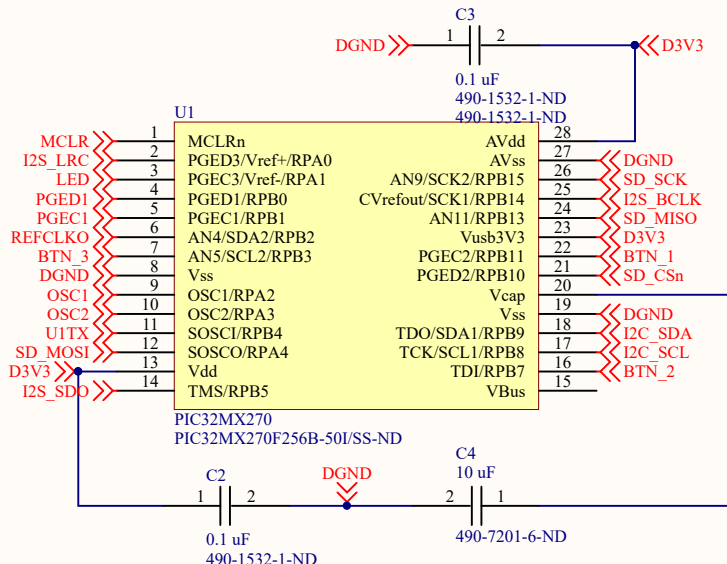 C3
DGND 1 2 D3V3
0.1 uF
490-1532-1-ND
490-1532-1-ND
U1
MCLR 1 MCLRn AVdd 28
I2S_LRC 2 PGED3/Vref+/RPA0 AVss 27 DGND
LED 3 PGEC3/Vref-/RPA1 AN9/SCK2/RPB15 26 SD_SCK
PGED1 4 PGED1/RPB0 CVrefout/SCK1/RPB14 25 I2S_BCLK
PGEC1 5 PGEC1/RPB1 AN11/RPB13 24 SD_MISO
REFCLKO 6 AN4/SDA2/RPB2 Vusb3V3 23 D3V3
BTN_3 7 AN5/SCL2/RPB3 PGEC2/RPB11 22 BTN_1
DGND 8 Vss PGED2/RPB10 21 SD_CSn
OSC1 9 OSC1/RPA2 Vcap 20
OSC2 10 OSC2/RPA3 Vss 19 DGND
U1TX 11 SOSCI/RPB4 TDO/SDA1/RPB9 18 I2C_SDA
SD_MOSI 12 SOSCO/RPA4 TCK/SCL1/RPB8 17 I2C_SCL
D3V3 13 Vdd TDI/RPB7 16 BTN_2
I2S_SDO 14 TMS/RPB5 VBus 15
PIC32MX270
PIC32MX270F256B-50I/SS-ND
C2 DGND C4
10 uF
1 2 2 1
0.1 uF 490-7201-6-ND
490-1532-1-ND